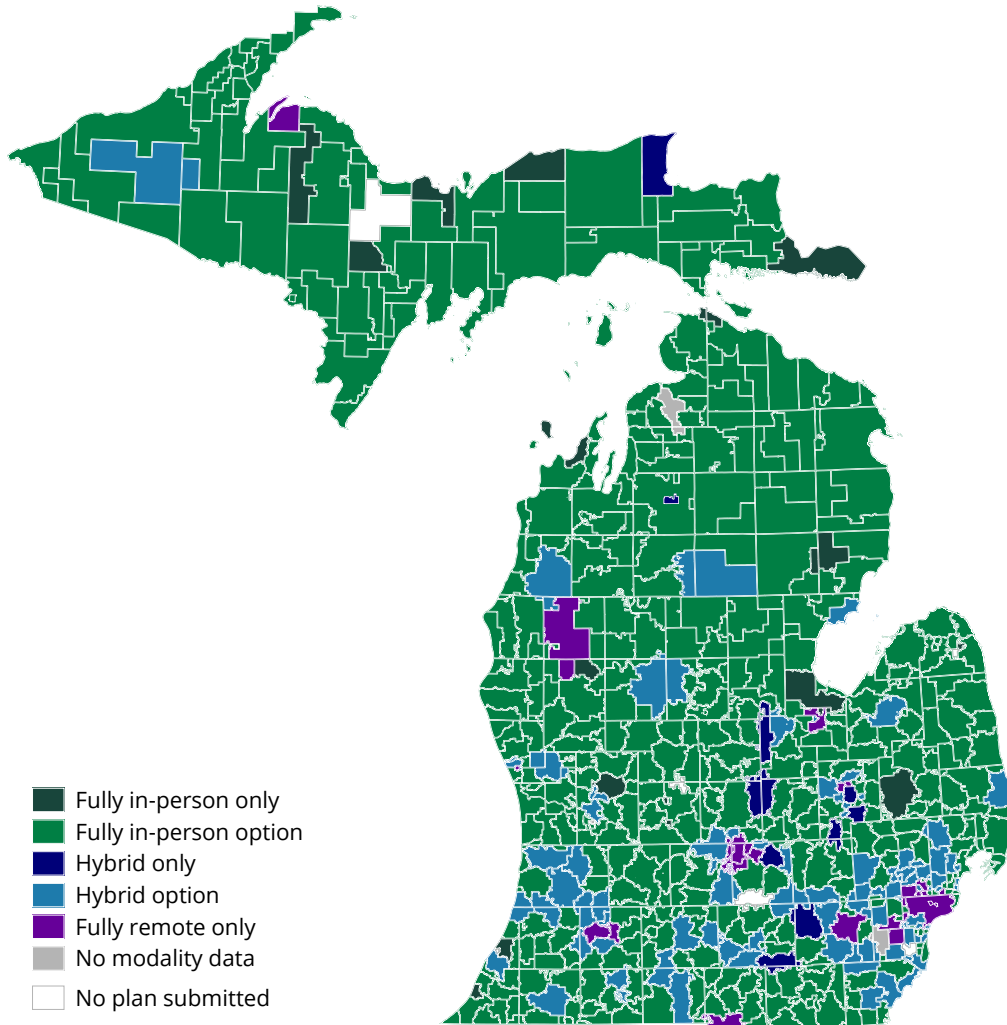 Fully in-person only
Fully in-person option
Hybrid only
Hybrid option
Fully remote only
No modality data
No plan submitted